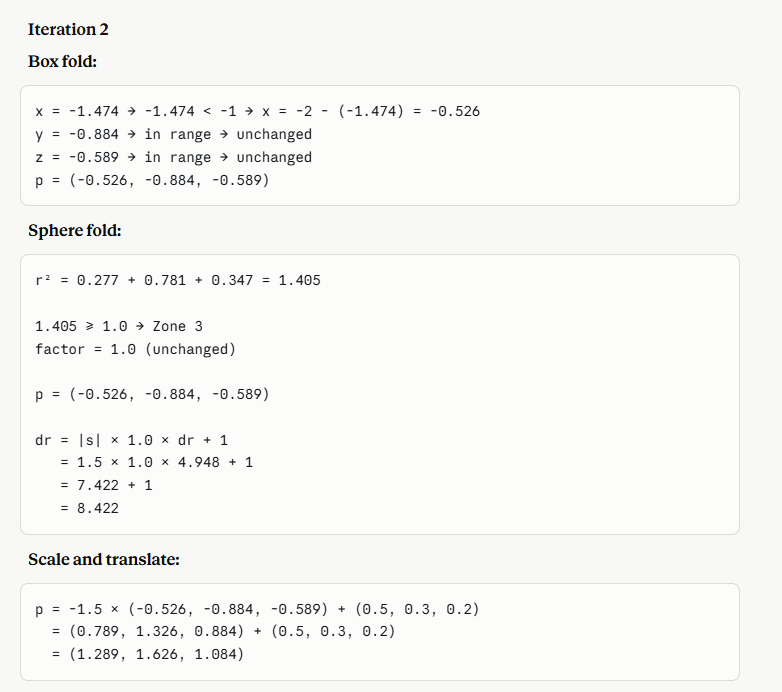 Iteration 2
Box fold:
x = -1.474 → -1.474 < -1 → x = -2 - (-1.474) = -0.526
y = -0.884 → in range → unchanged
z = -0.589 → in range → unchanged
p = (-0.526, -0.884, -0.589)
Sphere fold:
r² = 0.277 + 0.781 + 0.347 = 1.405
1.405 ≥ 1.0 → Zone 3
factor = 1.0 (unchanged)
p = (-0.526, -0.884, -0.589)
dr = |s| × 1.0 × dr + 1
= 1.5 × 1.0 × 4.948 + 1
= 7.422 + 1
= 8.422
Scale and translate:
p = -1.5 × (-0.526, -0.884, -0.589) + (0.5, 0.3, 0.2)
= (0.789, 1.326, 0.884) + (0.5, 0.3, 0.2)
= (1.289, 1.626, 1.084)